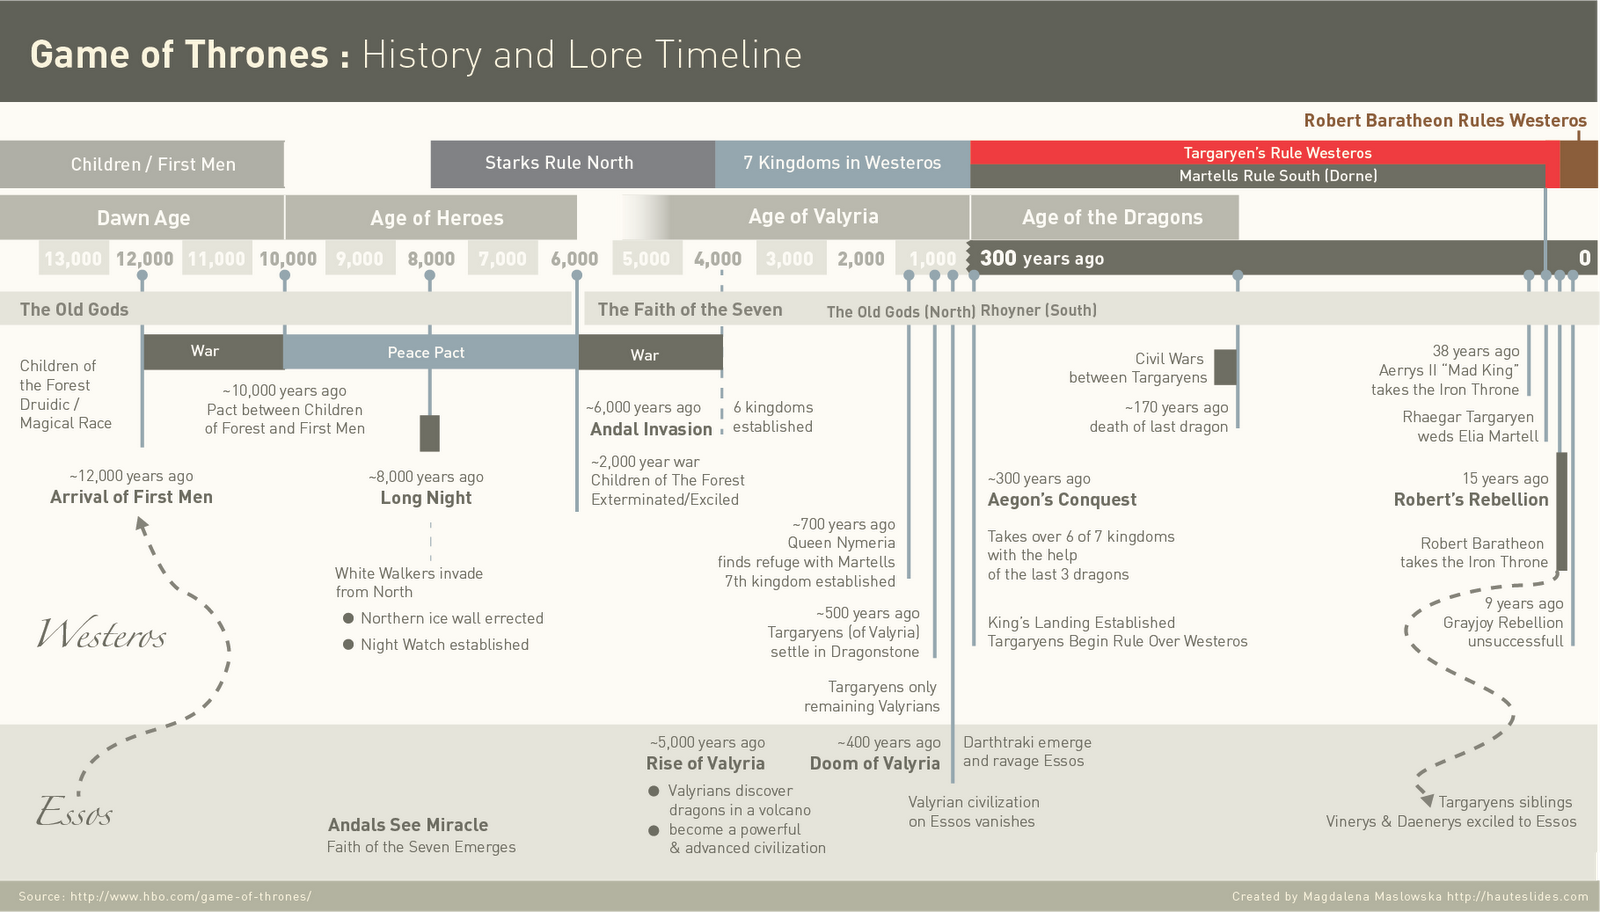 Game of Thrones : History and Lore Timeline
Robert Baratheon Rules Westeros
Children / First Men
Starks Rule North
7 Kingdoms in Westeros
Targaryen's Rule Westeros
Martells Rule South (Dorne)
Dawn Age
Age of Heroes
Age of Valyria
Age of the Dragons
13,000 12,000 11,000 10,000 9,000 8,000 7,000 6,000 5,000 4,000 3,000 2,000 1,000 300 years ago 0
The Old Gods
The Faith of the Seven
The Old Gods (North)
Rhoyner (South)
War
Peace Pact
War
Children of
the Forest
Druidic /
Magical Race
~10,000 years ago
Pact between Children
of Forest and First Men
~12,000 years ago
Arrival of First Men
~8,000 years ago
Long Night
White Walkers invade
from North
● Northern ice wall errected
● Night Watch established
~6,000 years ago
Andal Invasion
~2,000 year war
Children of The Forest
Exterminated/Exciled
6 kingdoms
established
~700 years ago
Queen Nymeria
finds refuge with Martells
7th kingdom established
~500 years ago
Targaryens (of Valyria)
settle in Dragonstone
Targaryens only
remaining Valyrians
Civil Wars
between Targaryens
~170 years ago
death of last dragon
~300 years ago
Aegon's Conquest
Takes over 6 of 7 kingdoms
with the help
of the last 3 dragons
King's Landing Established
Targaryens Begin Rule Over Westeros
38 years ago
Aerrys II "Mad King"
takes the Iron Throne
Rhaegar Targaryen
weds Elia Martell
15 years ago
Robert's Rebellion
Robert Baratheon
takes the Iron Throne
9 years ago
Grayjoy Rebellion
unsuccessfull
Westeros
Essos
Andals See Miracle
Faith of the Seven Emerges
~5,000 years ago
Rise of Valyria
● Valyrians discover
dragons in a volcano
● become a powerful
& advanced civilization
~400 years ago
Doom of Valyria
Darthtraki emerge
and ravage Essos
Valyrian civilization
on Essos vanishes
Targaryens siblings
Vinerys & Daenerys exciled to Essos
Source: http://www.hbo.com/game-of-thrones/
Created by Magdalena Maslowska http://hauteslides.com